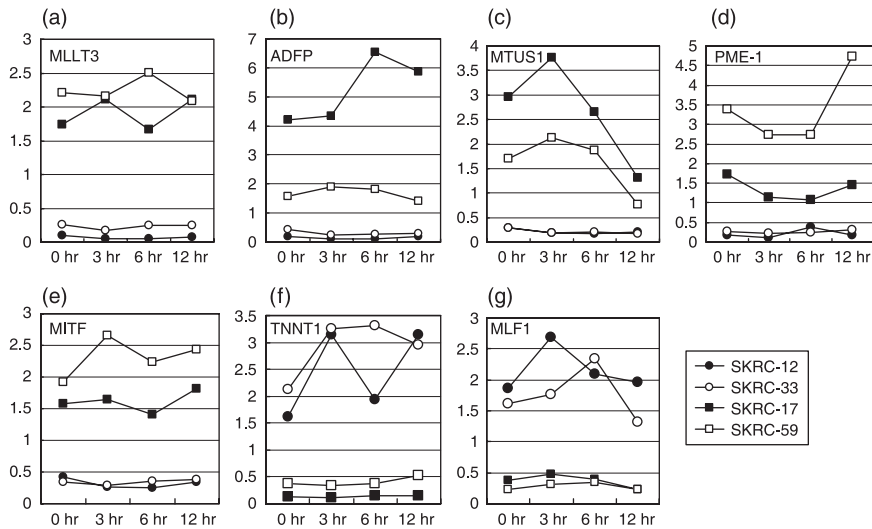 (a)
MLLT3
3
2.5
2
1.5
1
0.5
0
0 hr 3 hr 6 hr 12 hr
(b)
ADFP
7
6
5
4
3
2
1
0
0 hr 3 hr 6 hr 12 hr
(c)
MTUS1
4
3.5
3
2.5
2
1.5
1
0.5
0
0 hr 3 hr 6 hr 12 hr
(d)
PME-1
5
4.5
4
3.5
3
2.5
2
1.5
1
0.5
0
0 hr 3 hr 6 hr 12 hr
(e)
MITF
3
2.5
2
1.5
1
0.5
0
0 hr 3 hr 6 hr 12 hr
(f)
TNNT1
3.5
3
2.5
2
1.5
1
0.5
0
0 hr 3 hr 6 hr 12 hr
(g)
MLF1
3
2.5
2
1.5
1
0.5
0
0 hr 3 hr 6 hr 12 hr
SKRC-12
SKRC-33
SKRC-17
SKRC-59